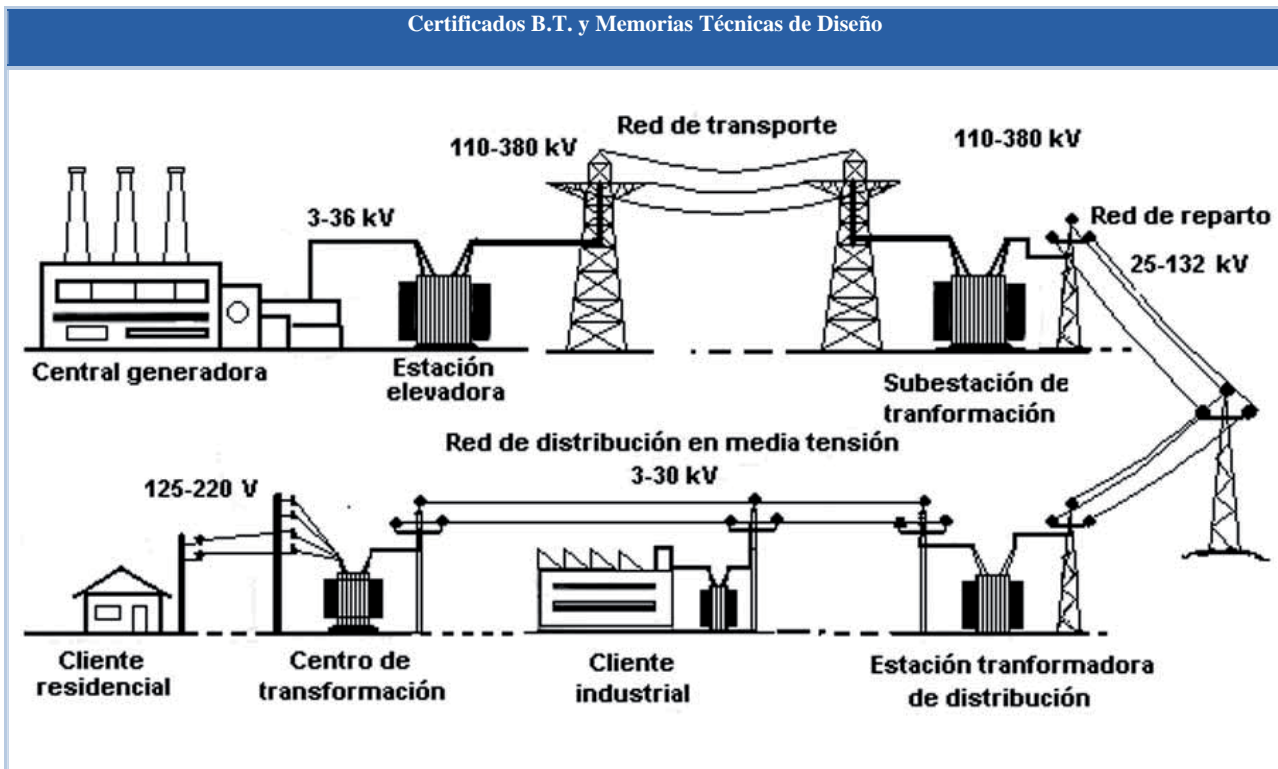 Certificados B.T. y Memorias Técnicas de Diseño
Red de transporte
110-380 kV
110-380 kV
3-36 kV
Red de reparto
25-132 kV
Central generadora
Estación
elevadora
Subestación de
tranformación
Red de distribución en media tensión
3-30 kV
125-220 V
Cliente
residencial
Centro de
transformación
Cliente
industrial
Estación tranformadora
de distribución